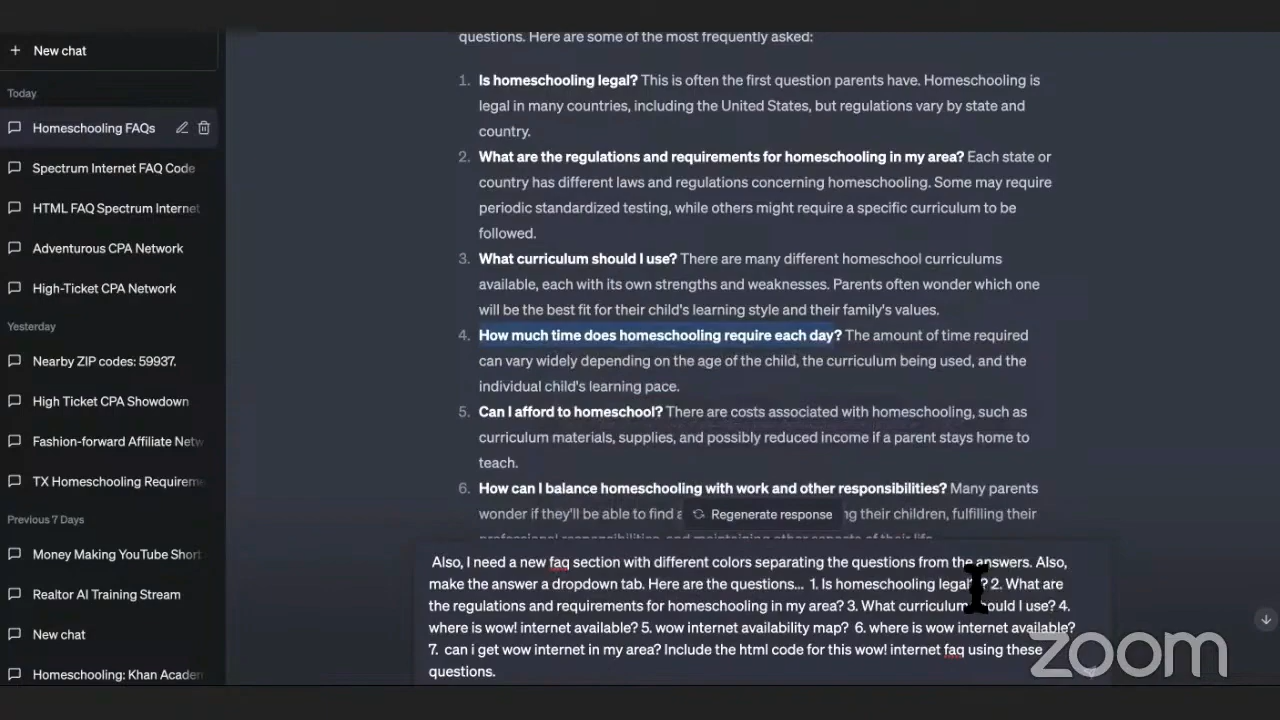 New chat
Today
Homeschooling FAQs
Spectrum Internet FAQ Code
HTML FAQ Spectrum Internet
Adventurous CPA Network
High-Ticket CPA Network
Yesterday
Nearby ZIP codes: 59937.
High Ticket CPA Showdown
Fashion-forward Affiliate Netw
TX Homeschooling Requireme
Previous 7 Days
Money Making YouTube Short
Realtor AI Training Stream
New chat
Homeschooling: Khan Acader
questions. Here are some of the most frequently asked:
1. Is homeschooling legal? This is often the first question parents have. Homeschooling is
legal in many countries, including the United States, but regulations vary by state and
country.
2. What are the regulations and requirements for homeschooling in my area? Each state or
country has different laws and regulations concerning homeschooling. Some may require
periodic standardized testing, while others might require a specific curriculum to be
followed.
3. What curriculum should I use? There are many different homeschool curriculums
available, each with its own strengths and weaknesses. Parents often wonder which one
will be the best fit for their child's learning style and their family's values.
4. How much time does homeschooling require each day? The amount of time required
can vary widely depending on the age of the child, the curriculum being used, and the
individual child's learning pace.
5. Can I afford to homeschool? There are costs associated with homeschooling, such as
curriculum materials, supplies, and possibly reduced income if a parent stays home to
teach.
6. How can I balance homeschooling with work and other responsibilities? Many parents
wonder if they'll be able to find a Regenerate response ng their children, fulfilling their
Also, I need a new faq section with different colors separating the questions from the answers. Also,
make the answer a dropdown tab. Here are the questions... 1. Is homeschooling legal 2. What are
the regulations and requirements for homeschooling in my area? 3. What curriculum ould I use? 4.
where is wow! internet available? 5. wow internet availability map? 6. where is wow internet available?
7. can i get wow internet in my area? Include the html code for this wow! internet faq using these
questions.
zoom